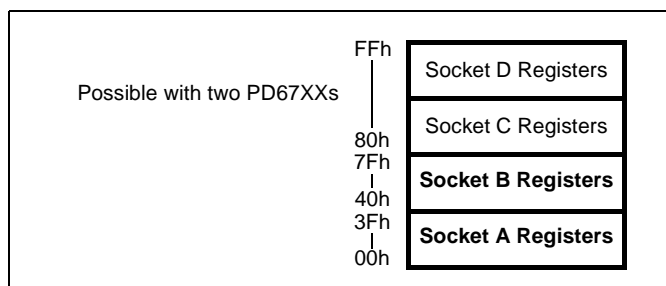 FFh
Socket D Registers
Possible with two PD67XXs
Socket C Registers
80h
7Fh
Socket B Registers
40h
3Fh
Socket A Registers
00h